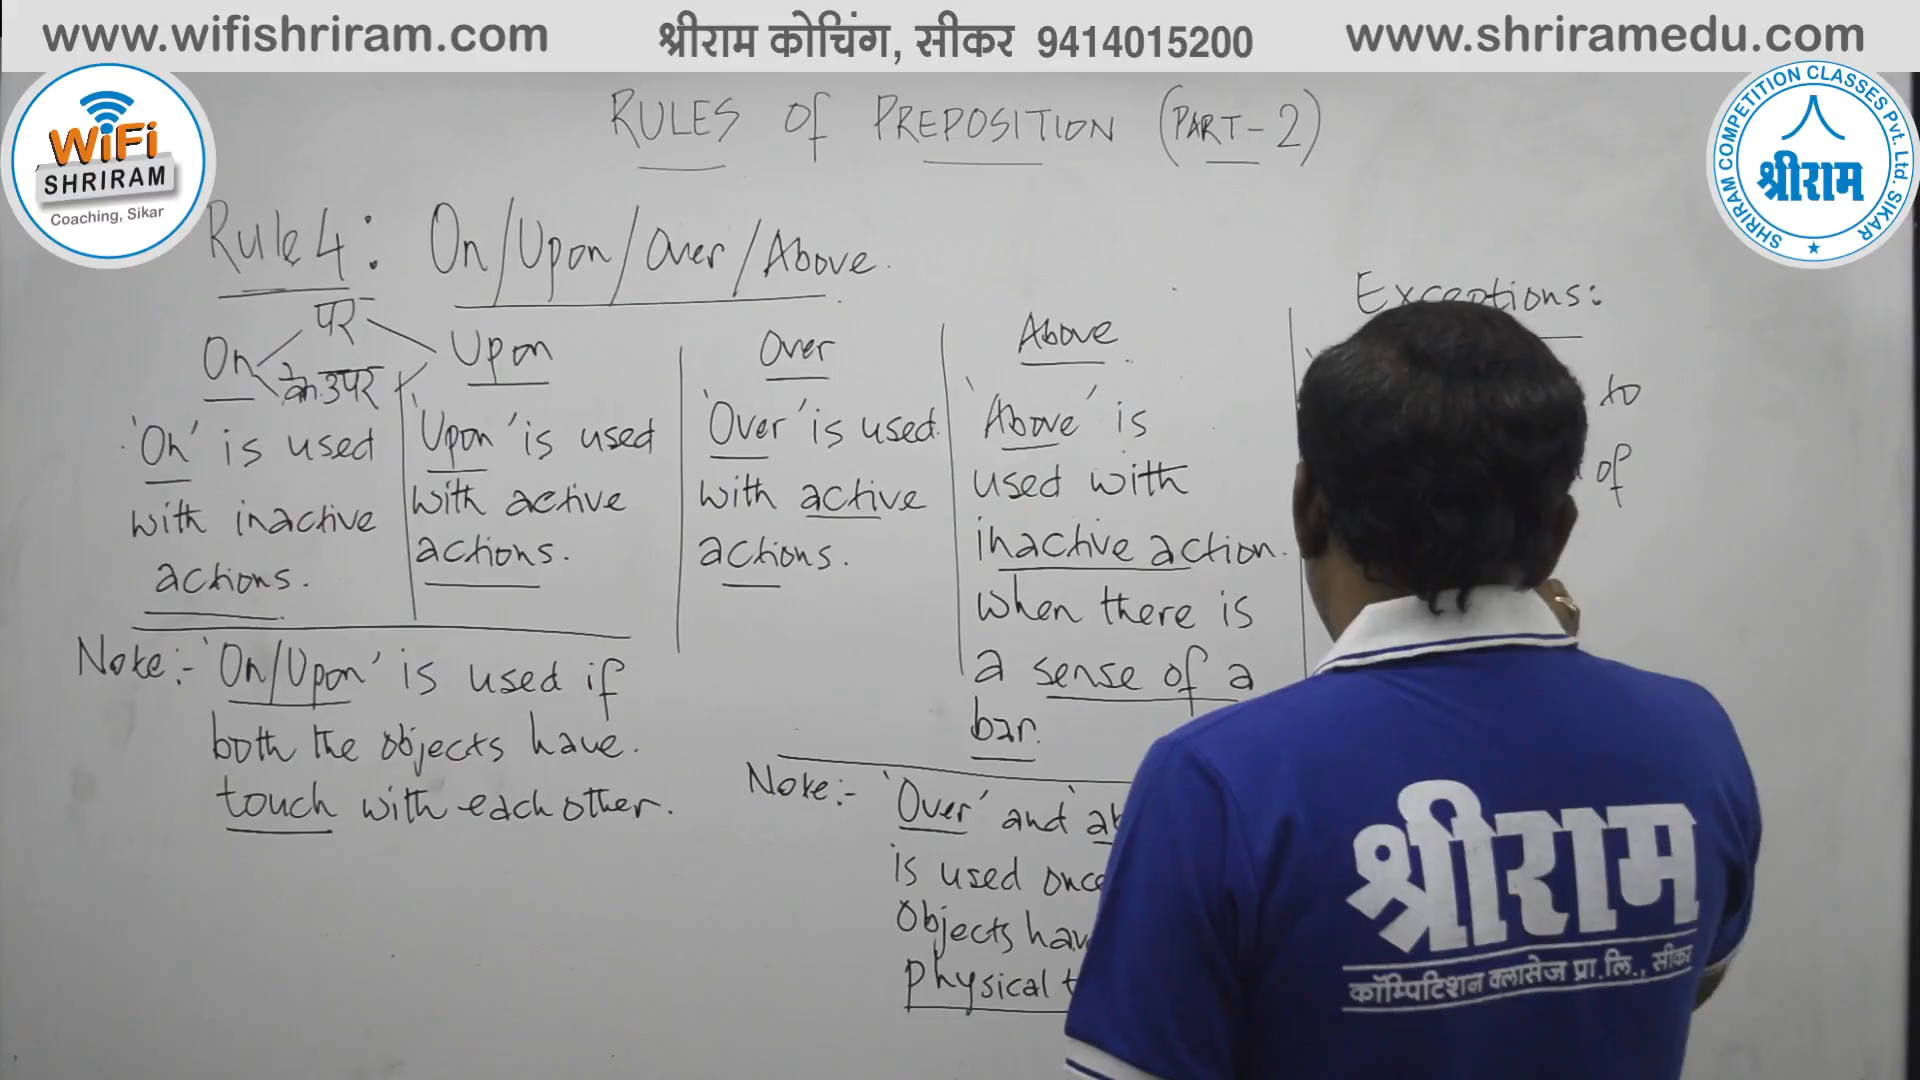 www.wifishriram.com
श्रीराम कोचिंग, सीकर 9414015200
www.shriramedu.com
WiFi
SHRIRAM
Coaching, Sikar
SHRIRAM COMPETITION CLASSES Pvt. Ltd. SIKAR
श्रीराम
RULES of PREPOSITION (PART-2)
Rule 4: On/Upon/Over/Above.
पर
के उपर
On
'On' is used
with inactive
actions.
Upon
'Upon' is used
with active
actions.
Note:- 'On/Upon' is used if
both the objects have
touch with each other.
Over
'Over' is used
with active
actions.
Above
'Above' is
used with
inactive action.
when there is
a sense of a
bar.
Note:- 'Over' and
is used once
Objects
physical
Exceptions:
to
of
श्रीराम
कॉम्पिटिशन क्लासेज प्रा.लि., सीकर